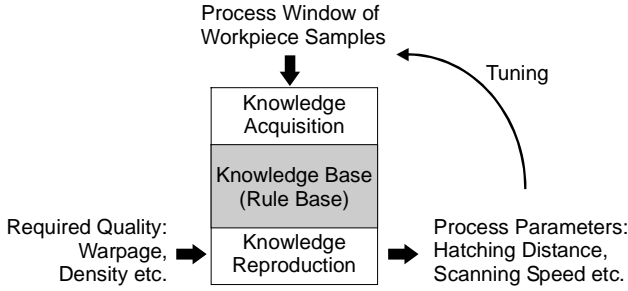 Process Window of
Workpiece Samples
Tuning
Knowledge
Acquisition
Knowledge Base
(Rule Base)
Required Quality:
Warpage,
Density etc.
Knowledge
Reproduction
Process Parameters:
Hatching Distance,
Scanning Speed etc.